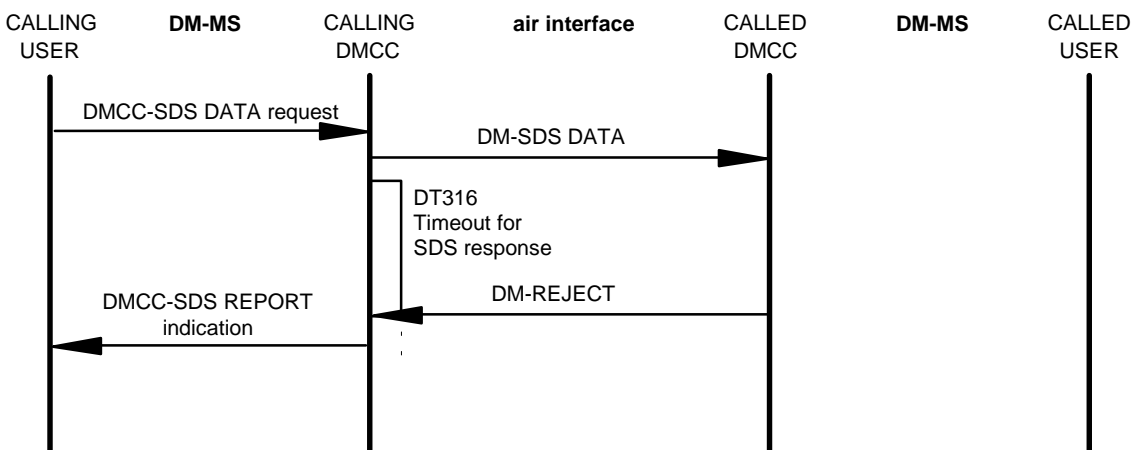 CALLING USER
DM-MS
CALLING DMCC
air interface
CALLED DMCC
DM-MS
CALLED USER
DMCC-SDS DATA request
DM-SDS DATA
DT316
Timeout for
SDS response
DM-REJECT
DMCC-SDS REPORT
indication